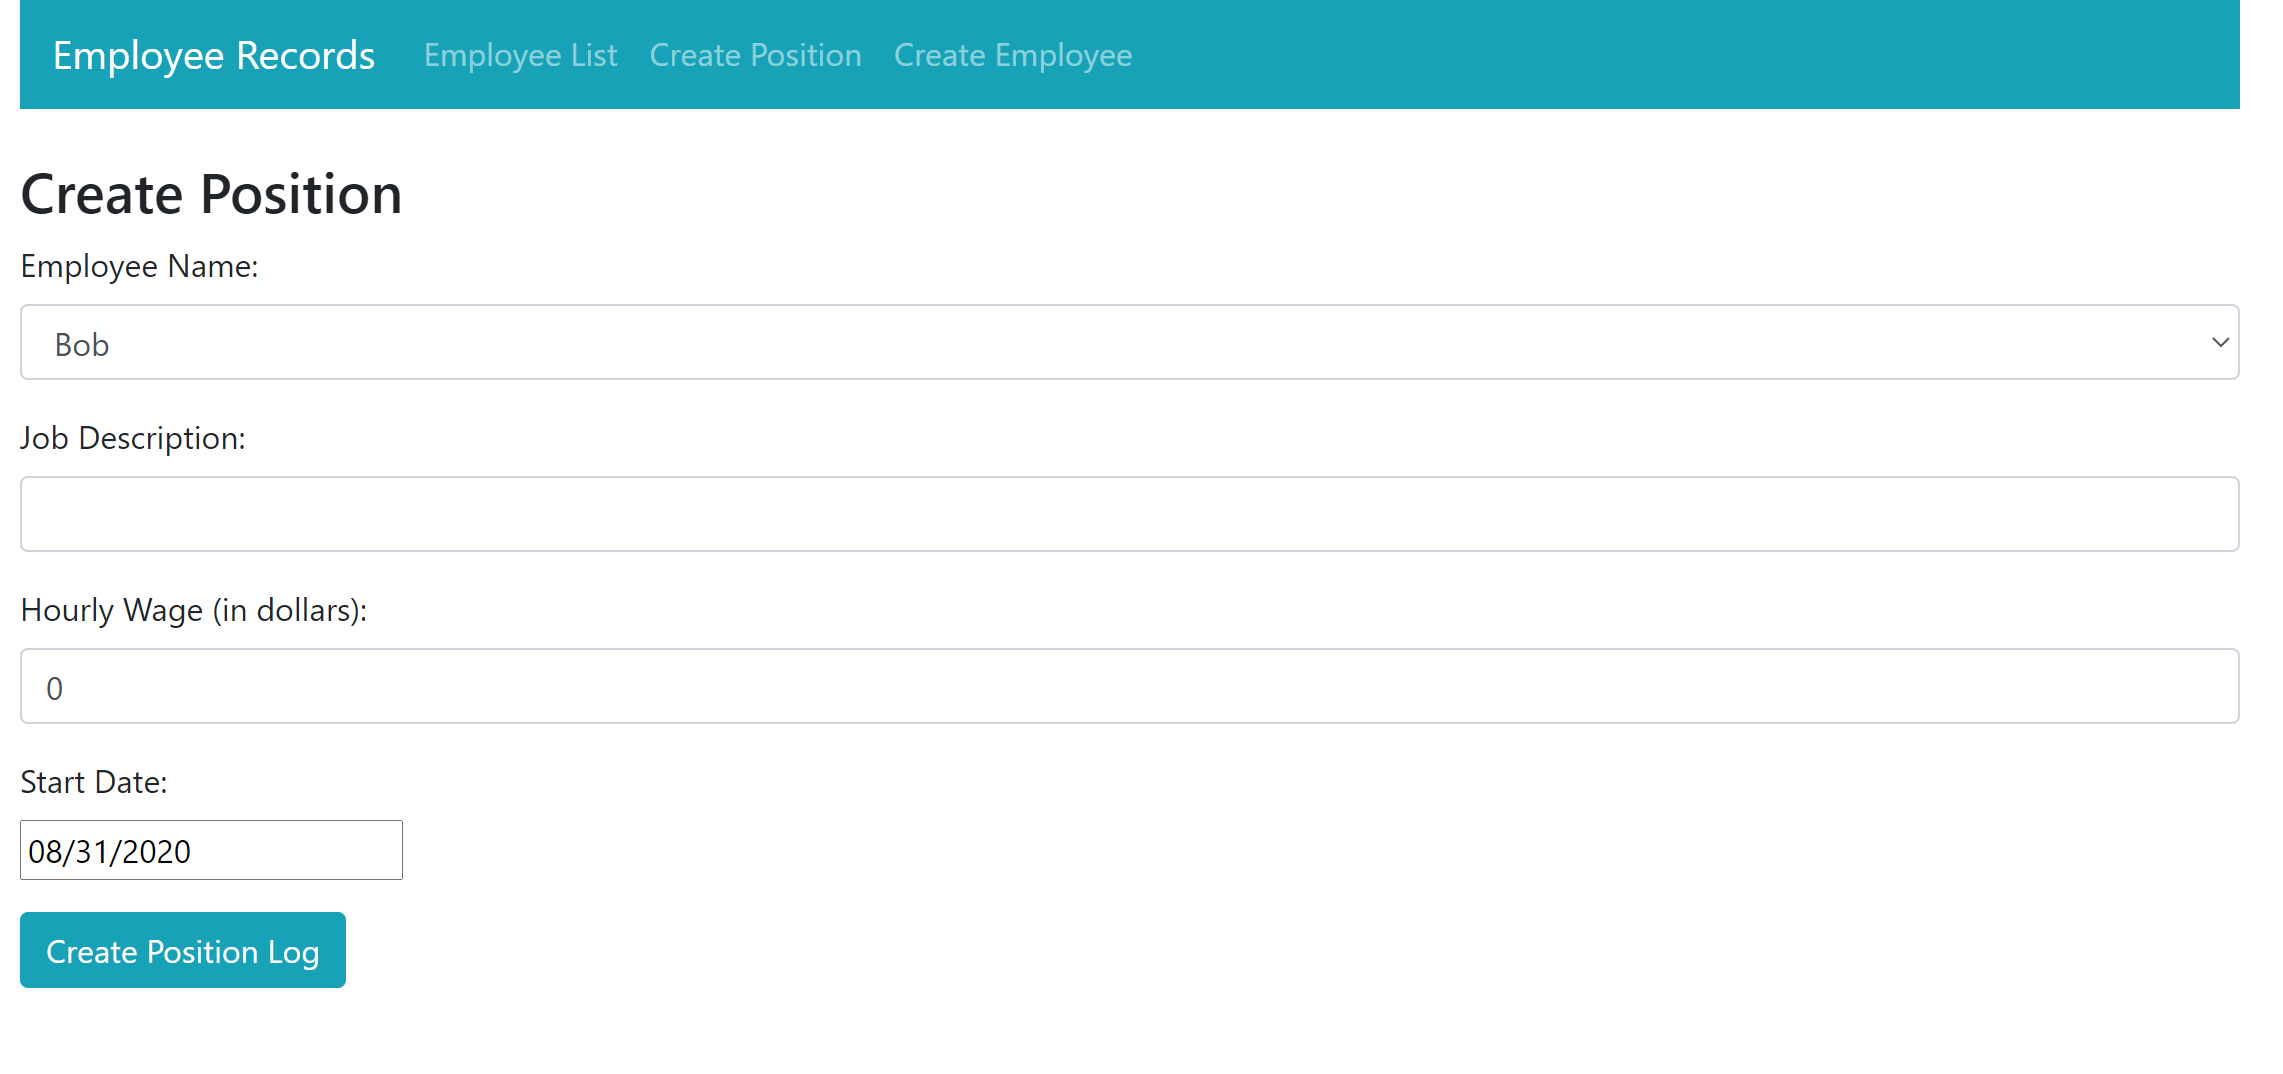 Employee Records Employee List Create Position Create Employee
Create Position
Employee Name:
Bob
Job Description:
Hourly Wage (in dollars):
0
Start Date:
08/31/2020
Create Position Log